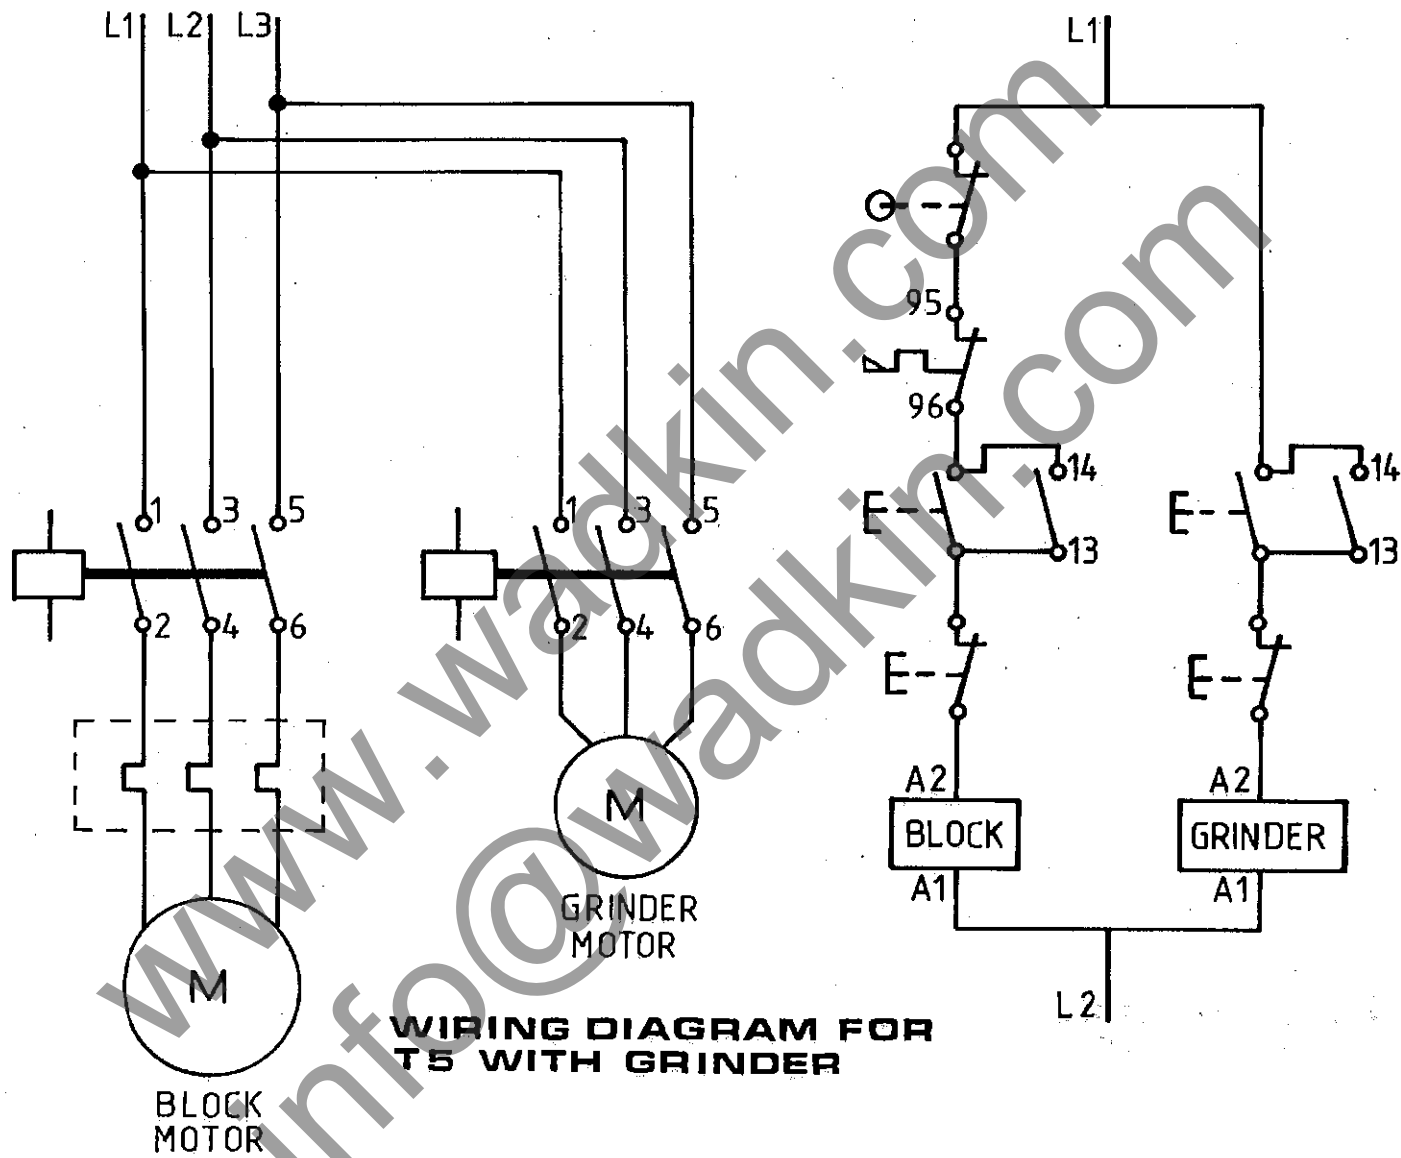 L1 L2 L3
L1
95
96
14
13
14
13
1 3 5
2 4 6
1 3 5
2 4 6
A2
BLOCK
A1
A2
GRINDER
A1
L2
M
GRINDER
MOTOR
M
BLOCK
MOTOR
WIRING DIAGRAM FOR
T5 WITH GRINDER
www.wadkin.com
info@wadkin.com